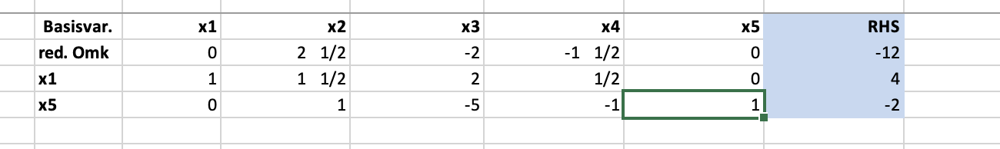 Basisvar. x1 x2 x3 x4 x5 RHS
red. Omk 0 2 1/2 -2 -1 1/2 0 -12
x1 1 1 1/2 2 1/2 0 4
x5 0 1 -5 -1 1 -2